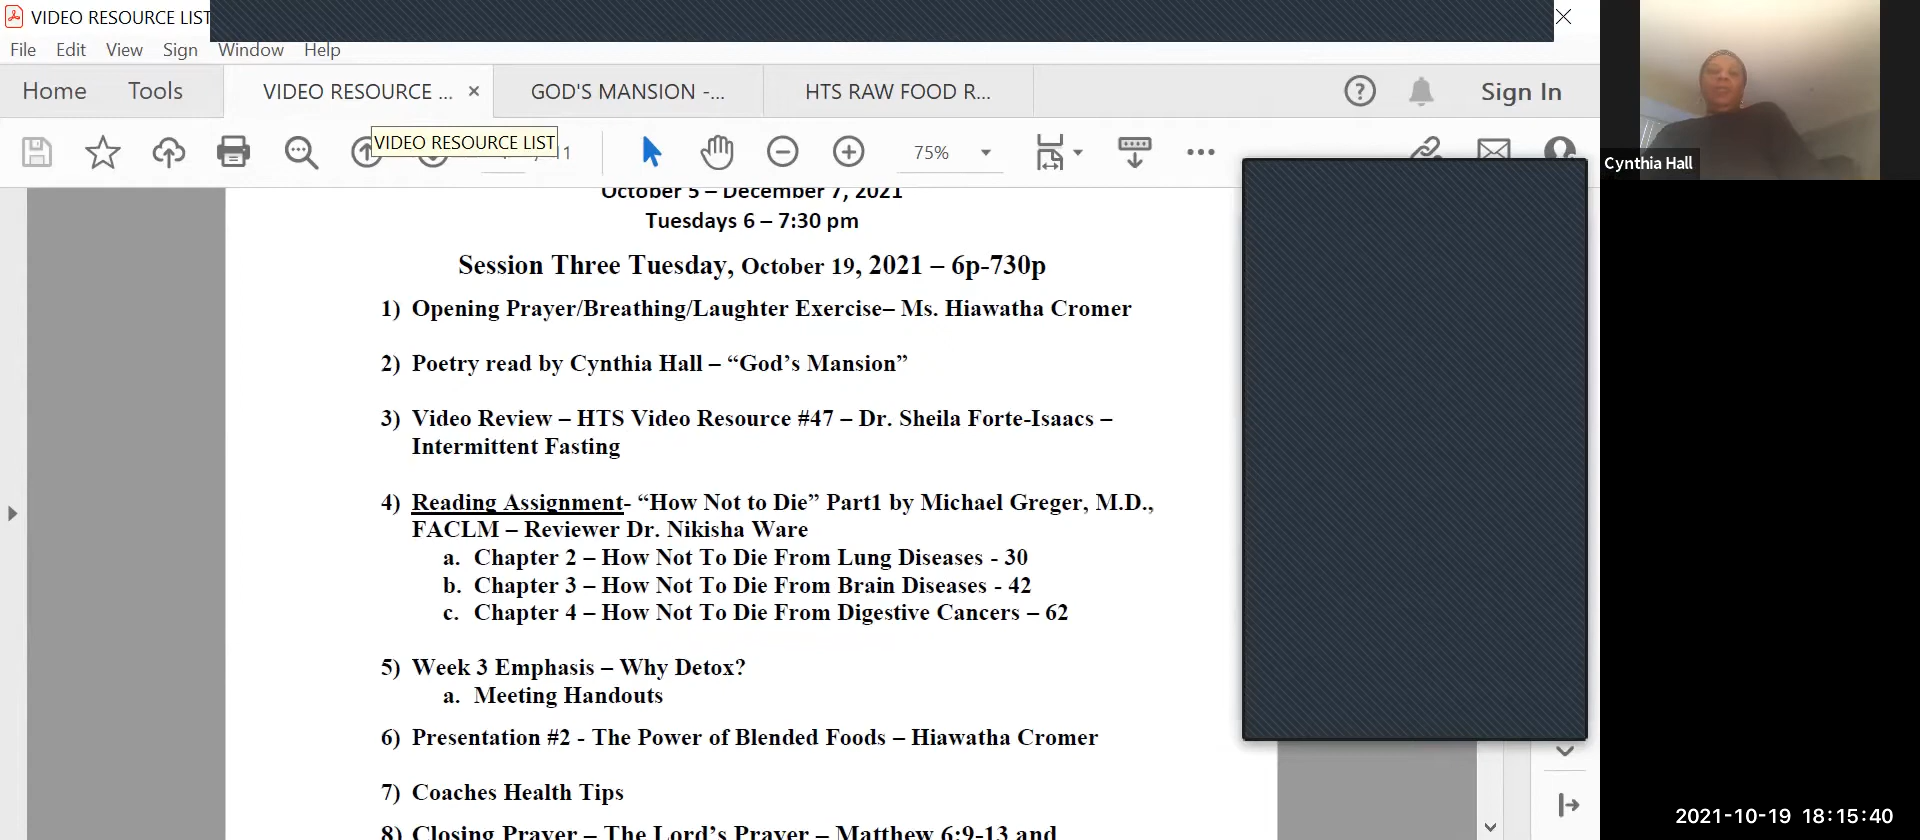 VIDEO RESOURCE LIST
File Edit View Sign Window Help
Home Tools VIDEO RESOURCE ... × GOD'S MANSION -... HTS RAW FOOD R... Sign In
VIDEO RESOURCE LIST / 11 75%
Cynthia Hall
October 5 – December 7, 2021
Tuesdays 6 – 7:30 pm
Session Three Tuesday, October 19, 2021 – 6p-730p
1) Opening Prayer/Breathing/Laughter Exercise– Ms. Hiawatha Cromer
2) Poetry read by Cynthia Hall – “God’s Mansion”
3) Video Review – HTS Video Resource #47 – Dr. Sheila Forte-Isaacs –
Intermittent Fasting
4) Reading Assignment- “How Not to Die” Part1 by Michael Greger, M.D.,
FACLM – Reviewer Dr. Nikisha Ware
a. Chapter 2 – How Not To Die From Lung Diseases - 30
b. Chapter 3 – How Not To Die From Brain Diseases - 42
c. Chapter 4 – How Not To Die From Digestive Cancers – 62
5) Week 3 Emphasis – Why Detox?
a. Meeting Handouts
6) Presentation #2 - The Power of Blended Foods – Hiawatha Cromer
7) Coaches Health Tips
8) Closing Prayer – The Lord’s Prayer – Matthew 6:9-13 and
2021-10-19 18:15:40